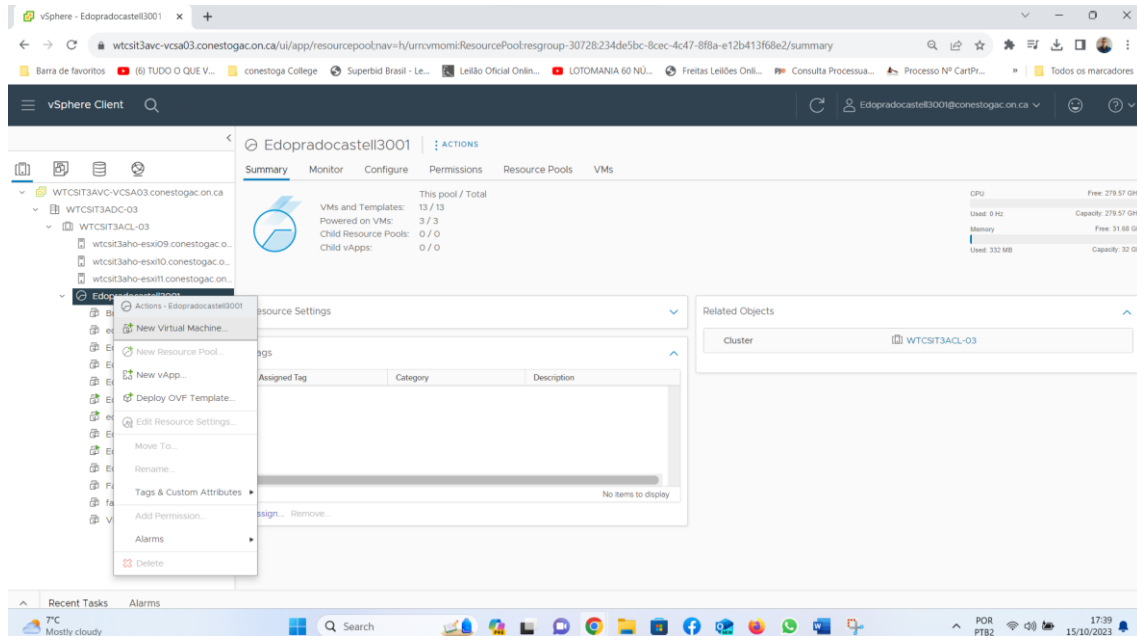 vSphere - Edopradocastell3001
wtcsit3avc-vcsa03.conestogac.on.ca/ui/app/resourcepool;nav=h/urn:vmomi:ResourcePool:resgroup-30728:234de5bc-8cec-4c47-8f8a-e12b413f68e2/summary
Barra de favoritos (6) TUDO O QUE V... conestoga College Superbid Brasil - Le... Leilão Oficial Onlin... LOTOMANIA 60 NÚ... Freitas Leilões Onli... Consulta Processua... Processo Nº CartPr... » Todos os marcadores
vSphere Client Edopradocastell3001@conestogac.on.ca
Edopradocastell3001 ACTIONS
Summary Monitor Configure Permissions Resource Pools VMs
WTCSIT3AVC-VCSA03.conestogac.on.ca
WTCSIT3ADC-03
WTCSIT3ACL-03
wtcsit3aho-esxi09.conestogac.o...
wtcsit3aho-esxi10.conestogac.o...
wtcsit3aho-esxi11.conestogac.on...
This pool / Total
VMs and Templates: 13 / 13
Powered on VMs: 3 / 3
Child Resource Pools: 0 / 0
Child vApps: 0 / 0
CPU Free: 279.57 GH
Used: 0 Hz Capacity: 279.57 GH
Memory Free: 31.68 G
Used: 332 MB Capacity: 32 G
Actions - Edopradocastell3001
New Virtual Machine...
New Resource Pool...
New vApp...
Deploy OVF Template...
Edit Resource Settings...
Move To...
Rename...
Tags & Custom Attributes
Add Permission...
Alarms
Delete
esource Settings
ags
Assigned Tag Category Description
No items to display
ssign... Remove...
Related Objects
Cluster WTCSIT3ACL-03
Recent Tasks Alarms
7°C
Mostly cloudy
Search
POR
PTB2
17:39
15/10/2023